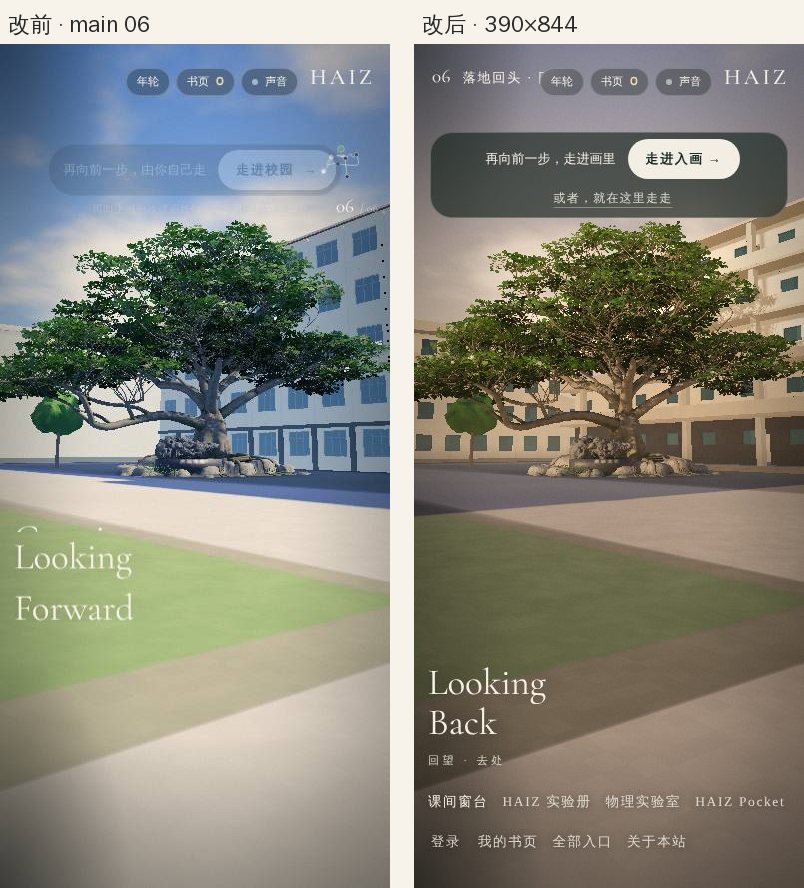 改前 · main 06
年轮 书页 0 声音 HAIZ
再向前一步，由你自己走 走进校园 →
06
Looking
Forward
改后 · 390×844
06 落地回头 · 年轮 书页 0 声音 HAIZ
再向前一步，走进画里 走进入画 →
或者，就在这里走走
Looking
Back
回望 · 去处
课间窗台 HAIZ 实验册 物理实验室 HAIZ Pocket
登录 我的书页 全部入口 关于本站